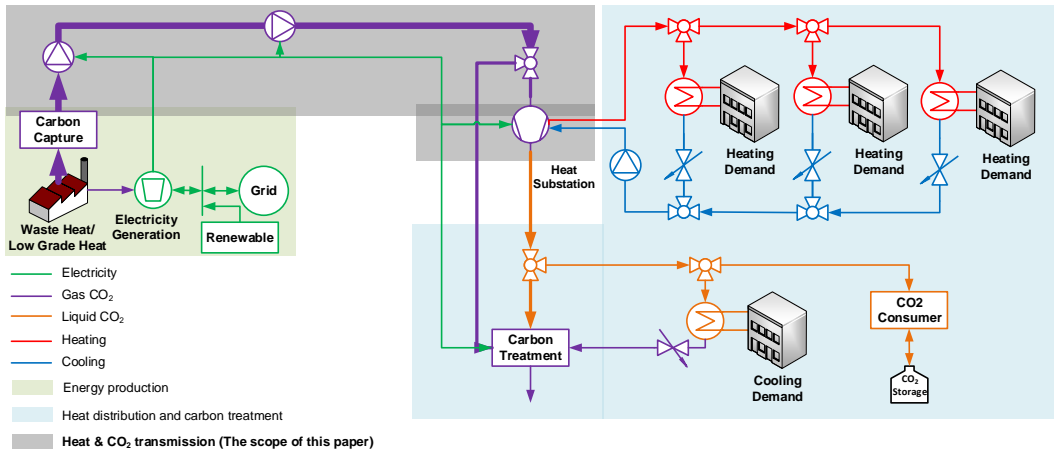 Carbon
Capture
Waste Heat/
Low Grade Heat
Electricity
Generation
Grid
Renewable
Heat
Substation
Heating
Demand
Heating
Demand
Heating
Demand
Carbon
Treatment
Cooling
Demand
CO2
Consumer
CO₂
Storage
Electricity
Gas CO₂
Liquid CO₂
Heating
Cooling
Energy production
Heat distribution and carbon treatment
Heat & CO₂ transmission (The scope of this paper)